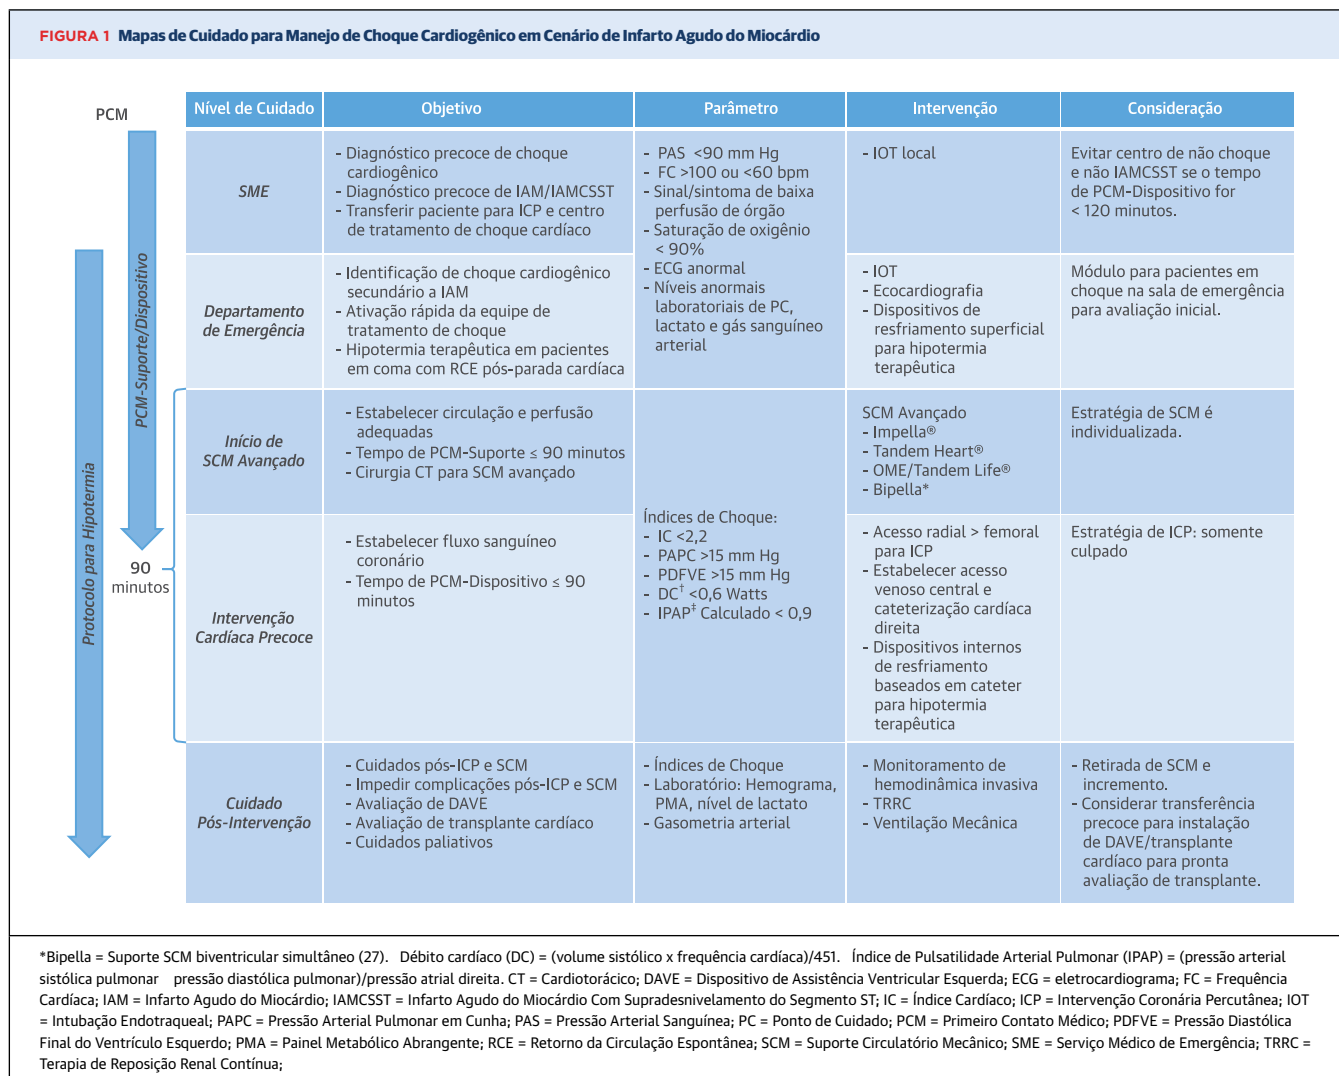 FIGURA 1 Mapas de Cuidado para Manejo de Choque Cardiogênico em Cenário de Infarto Agudo do Miocárdio
PCM
PCM-Suporte/Dispositivo
Protocolo para Hipotermia
90
minutos
Nível de Cuidado
Objetivo
Parâmetro
Intervenção
Consideração
SME
- Diagnóstico precoce de choque
cardiogênico
- Diagnóstico precoce de IAM/IAMCSST
- Transferir paciente para ICP e centro
de tratamento de choque cardíaco
- PAS <90 mm Hg
- FC >100 ou <60 bpm
- Sinal/sintoma de baixa
perfusão de órgão
- Saturação de oxigênio
< 90%
- ECG anormal
- Níveis anormais
laboratoriais de PC,
lactato e gás sanguíneo
arterial
- IOT local
Evitar centro de não choque
e não IAMCSST se o tempo
de PCM-Dispositivo for
< 120 minutos.
Departamento
de Emergência
- Identificação de choque cardiogênico
secundário a IAM
- Ativação rápida da equipe de
tratamento de choque
- Hipotermia terapêutica em pacientes
em coma com RCE pós-parada cardíaca
- IOT
- Ecocardiografia
- Dispositivos de
resfriamento superficial
para hipotermia
terapêutica
Módulo para pacientes em
choque na sala de emergência
para avaliação inicial.
Início de
SCM Avançado
- Estabelecer circulação e perfusão
adequadas
- Tempo de PCM-Suporte ≤ 90 minutos
- Cirurgia CT para SCM avançado
Índices de Choque:
- IC <2,2
- PAPC >15 mm Hg
- PDFVE >15 mm Hg
- DC† <0,6 Watts
- IPAP‡ Calculado < 0,9
SCM Avançado
- Impella®
- Tandem Heart®
- OME/Tandem Life®
- Bipella*
Estratégia de SCM é
individualizada.
Intervenção
Cardíaca Precoce
- Estabelecer fluxo sanguíneo
coronário
- Tempo de PCM-Dispositivo ≤ 90
minutos
- Acesso radial > femoral
para ICP
- Estabelecer acesso
venoso central e
cateterização cardíaca
direita
- Dispositivos internos
de resfriamento
baseados em cateter
para hipotermia
terapêutica
Estratégia de ICP: somente
culpado
Cuidado
Pós-Intervenção
- Cuidados pós-ICP e SCM
- Impedir complicações pós-ICP e SCM
- Avaliação de DAVE
- Avaliação de transplante cardíaco
- Cuidados paliativos
- Índices de Choque
- Laboratório: Hemograma,
PMA, nível de lactato
- Gasometria arterial
- Monitoramento de
hemodinâmica invasiva
- TRRC
- Ventilação Mecânica
- Retirada de SCM e
incremento.
- Considerar transferência
precoce para instalação
de DAVE/transplante
cardíaco para pronta
avaliação de transplante.
*Bipella = Suporte SCM biventricular simultâneo (27). Débito cardíaco (DC) = (volume sistólico x frequência cardíaca)/451. Índice de Pulsatilidade Arterial Pulmonar (IPAP) = (pressão arterial
sistólica pulmonar pressão diastólica pulmonar)/pressão atrial direita. CT = Cardiotorácico; DAVE = Dispositivo de Assistência Ventricular Esquerda; ECG = eletrocardiograma; FC = Frequência
Cardíaca; IAM = Infarto Agudo do Miocárdio; IAMCSST = Infarto Agudo do Miocárdio Com Supradesnivelamento do Segmento ST; IC = Índice Cardíaco; ICP = Intervenção Coronária Percutânea; IOT
= Intubação Endotraqueal; PAPC = Pressão Arterial Pulmonar em Cunha; PAS = Pressão Arterial Sanguínea; PC = Ponto de Cuidado; PCM = Primeiro Contato Médico; PDFVE = Pressão Diastólica
Final do Ventrículo Esquerdo; PMA = Painel Metabólico Abrangente; RCE = Retorno da Circulação Espontânea; SCM = Suporte Circulatório Mecânico; SME = Serviço Médico de Emergência; TRRC =
Terapia de Reposição Renal Contínua;